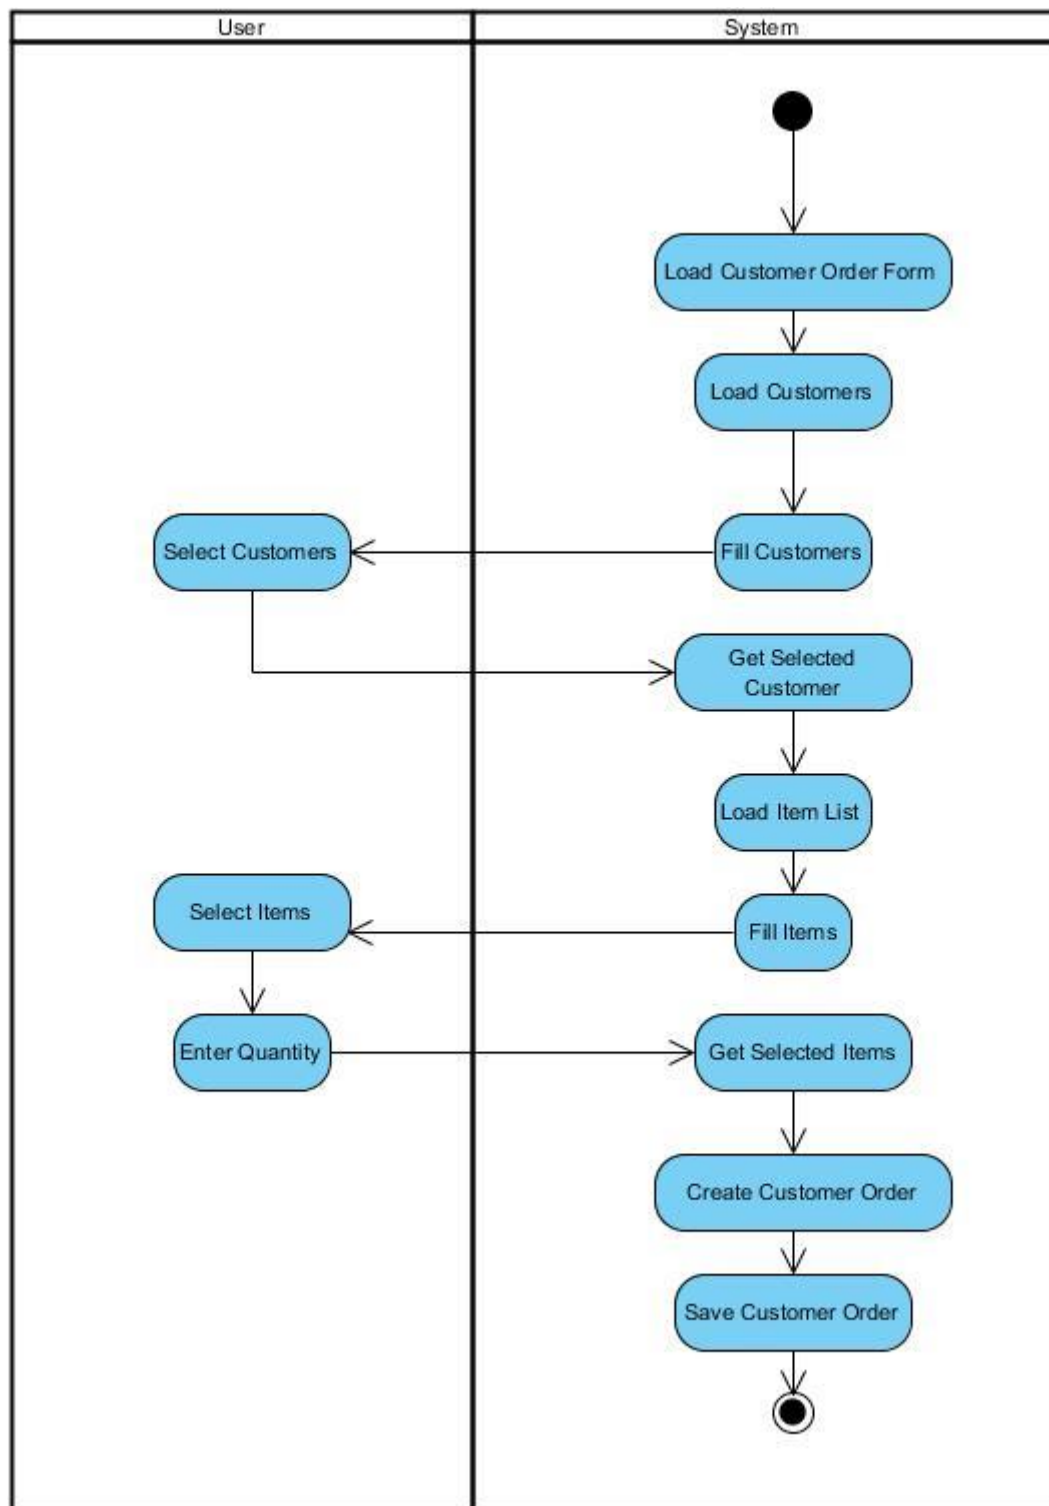 User
System
Load Customer Order Form
Load Customers
Select Customers
Fill Customers
Get Selected
Customer
Load Item List
Select Items
Fill Items
Enter Quantity
Get Selected Items
Create Customer Order
Save Customer Order